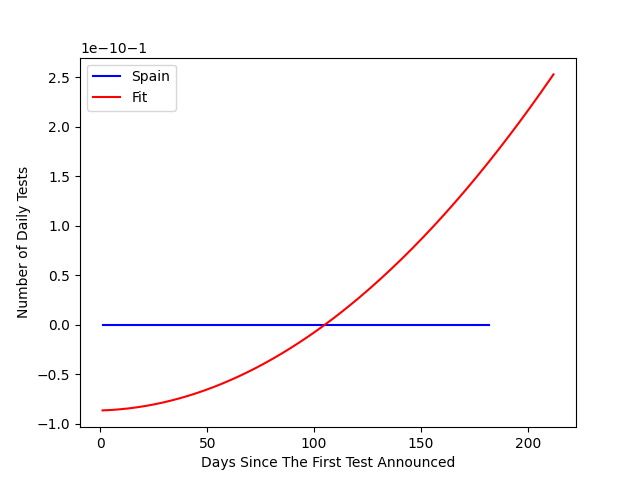 1e−10−1
Spain
Fit
2.5
2.0
1.5
1.0
0.5
0.0
−0.5
−1.0
Number of Daily Tests
0 50 100 150 200
Days Since The First Test Announced